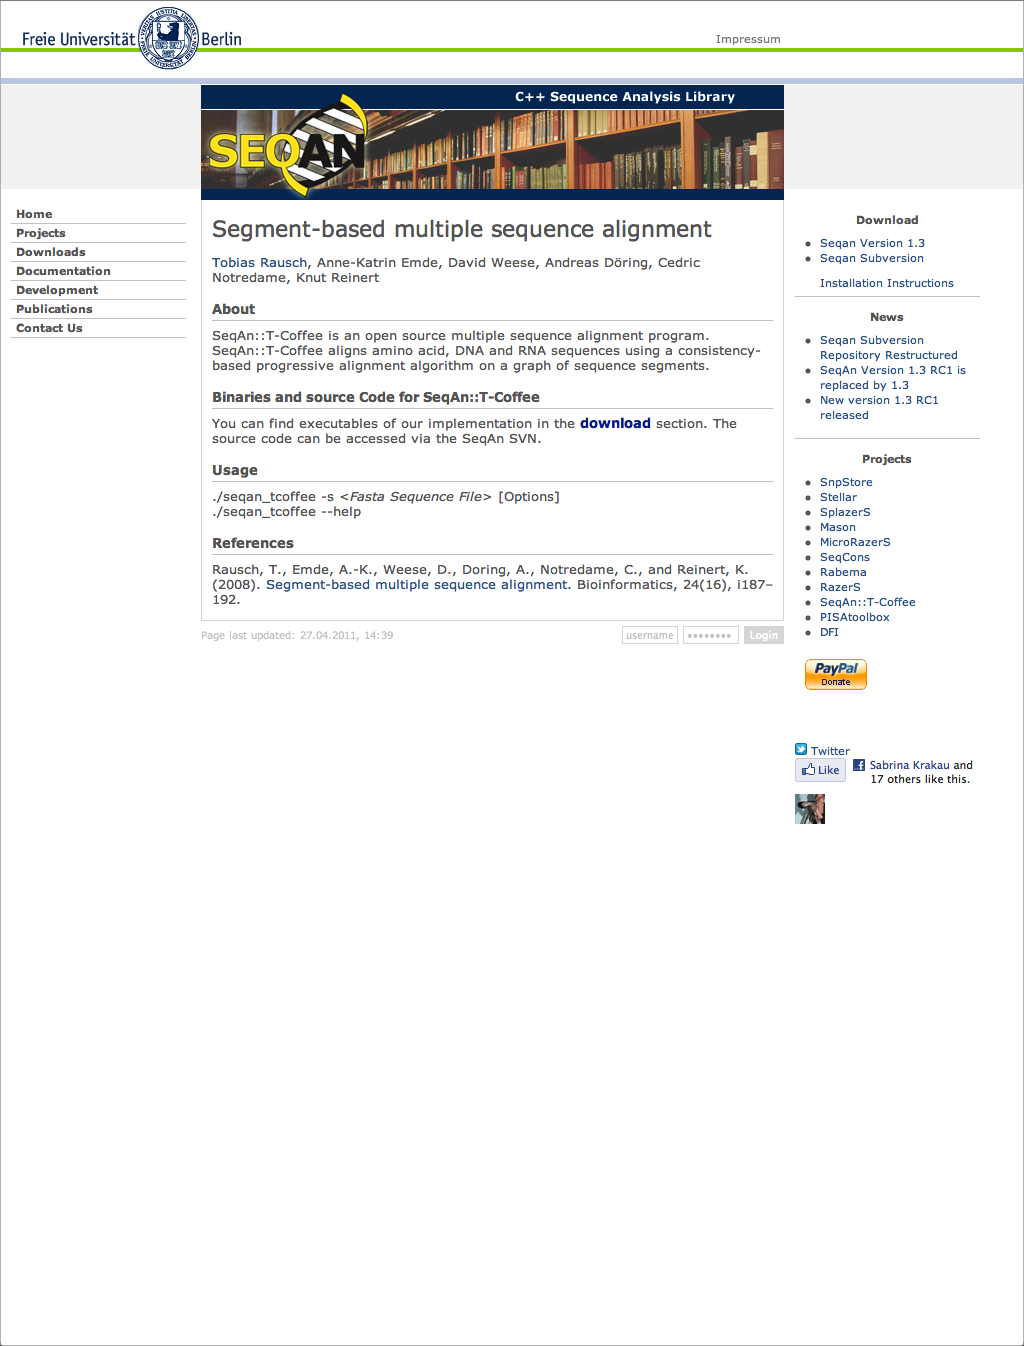 Freie Universität Berlin
Impressum
C++ Sequence Analysis Library
SEQAN
Home
Projects
Downloads
Documentation
Development
Publications
Contact Us
Segment-based multiple sequence alignment
Tobias Rausch, Anne-Katrin Emde, David Weese, Andreas Döring, Cedric
Notredame, Knut Reinert
About
SeqAn::T-Coffee is an open source multiple sequence alignment program.
SeqAn::T-Coffee aligns amino acid, DNA and RNA sequences using a consistency-
based progressive alignment algorithm on a graph of sequence segments.
Binaries and source Code for SeqAn::T-Coffee
You can find executables of our implementation in the download section. The
source code can be accessed via the SeqAn SVN.
Usage
./seqan_tcoffee -s <Fasta Sequence File> [Options]
./seqan_tcoffee --help
References
Rausch, T., Emde, A.-K., Weese, D., Doring, A., Notredame, C., and Reinert, K.
(2008). Segment-based multiple sequence alignment. Bioinformatics, 24(16), i187–
192.
Page last updated: 27.04.2011, 14:39
username
••••••••
Login
Download
Seqan Version 1.3
Seqan Subversion
Installation Instructions
News
Seqan Subversion
Repository Restructured
SeqAn Version 1.3 RC1 is
replaced by 1.3
New version 1.3 RC1
released
Projects
SnpStore
Stellar
SplazerS
Mason
MicroRazerS
SeqCons
Rabema
RazerS
SeqAn::T-Coffee
PISAtoolbox
DFI
PayPal
Donate
Twitter
Like
Sabrina Krakau and
17 others like this.